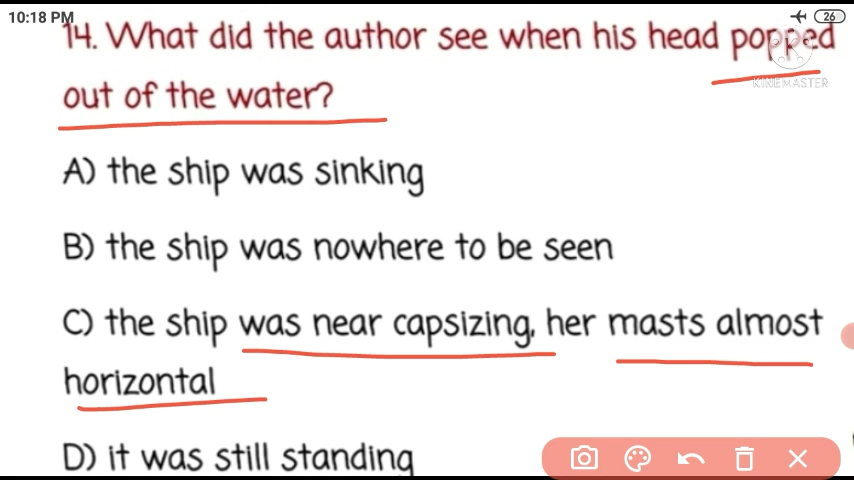 10:18 PM
26
14. What did the author see when his head popped
KINEMASTER
out of the water?
A) the ship was sinking
B) the ship was nowhere to be seen
C) the ship was near capsizing, her masts almost
horizontal
D) it was still standing